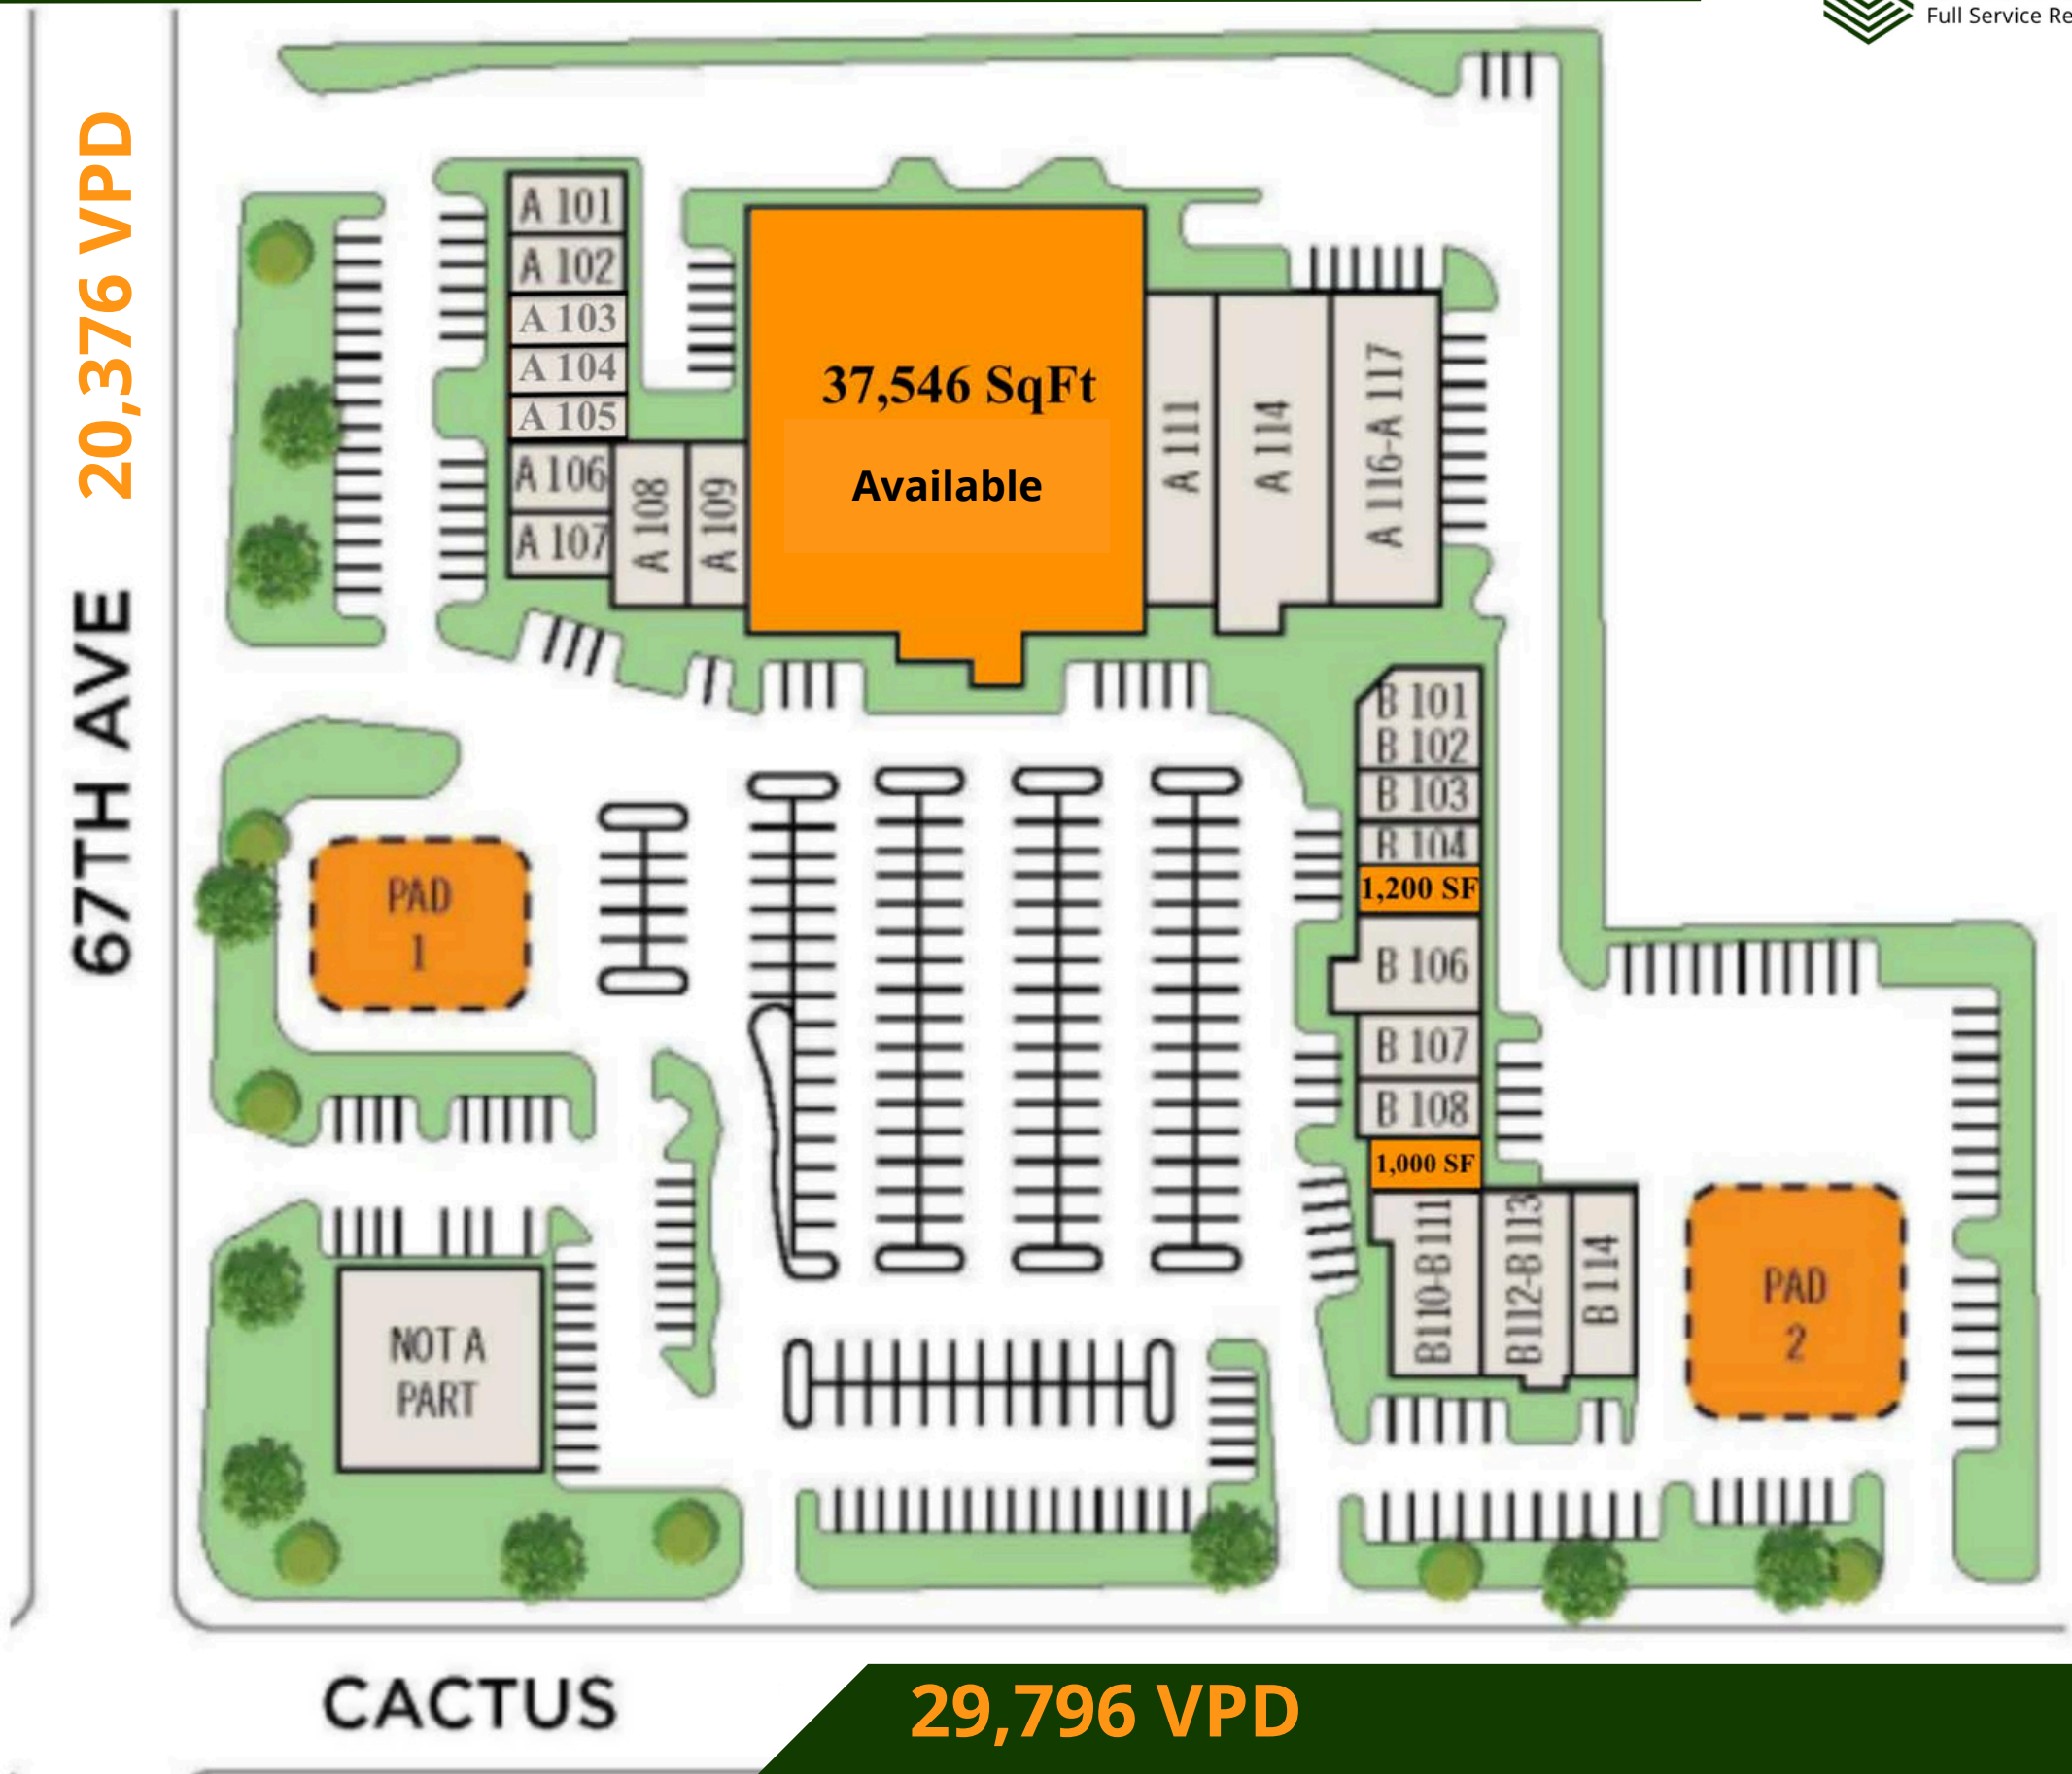 Full Service Re
20,376 VPD
67TH AVE
A 101
A 102
A 103
A 104
A 105
A 106
A 107
A 108
A 109
37,546 SqFt
Available
A 111
A 114
A 116-A 117
B 101
B 102
B 103
B 104
1,200 SF
B 106
B 107
B 108
1,000 SF
B110-B111
B112-B113
B 114
PAD
1
PAD
2
NOT A
PART
CACTUS
29,796 VPD